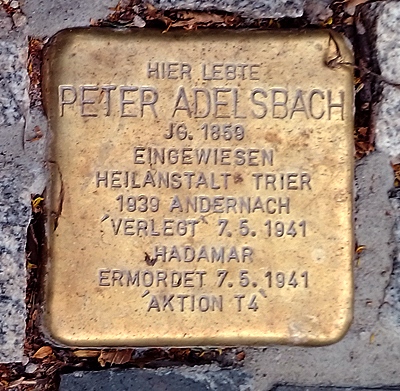 HIER LEBTE
PETER ADELSBACH
JG. 1859
EINGEWIESEN
HEILANSTALT TRIER
1939 ANDERNACH
'VERLEGT' 7.5.1941
HADAMAR
ERMORDET 7.5.1941
'AKTION T4'